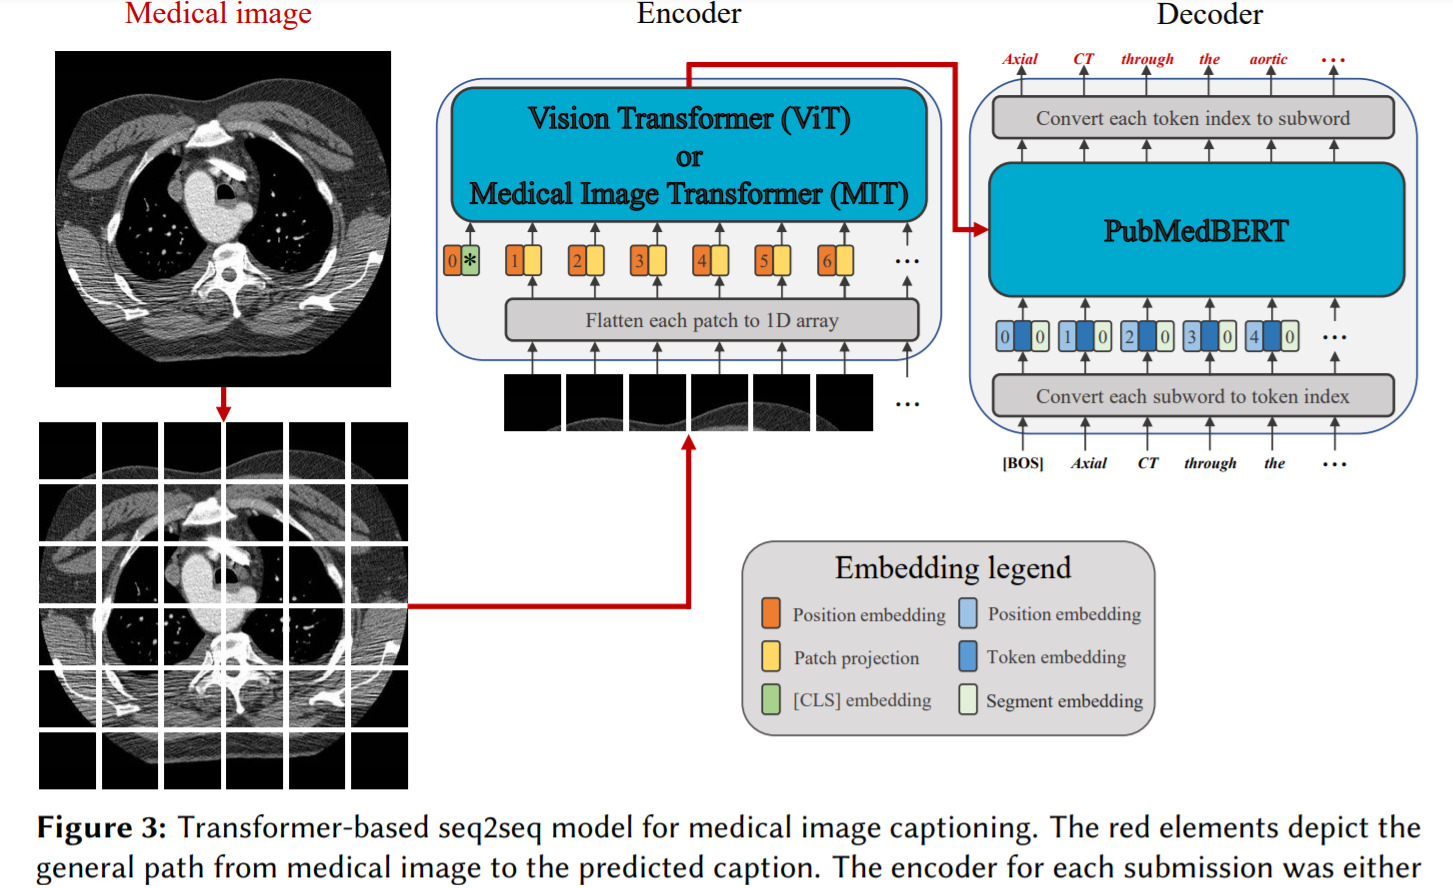 Medical image
Encoder
Decoder
Axial CT through the aortic ...
Convert each token index to subword
Vision Transformer (ViT)
or
Medical Image Transformer (MIT)
PubMedBERT
0 * 1 2 3 4 5 6 ...
Flatten each patch to 1D array
...
0 0 1 0 2 0 3 0 4 0 ...
Convert each subword to token index
[BOS] Axial CT through the ...
Embedding legend
Position embedding
Patch projection
[CLS] embedding
Position embedding
Token embedding
Segment embedding
Figure 3: Transformer-based seq2seq model for medical image captioning. The red elements depict the
general path from medical image to the predicted caption. The encoder for each submission was either